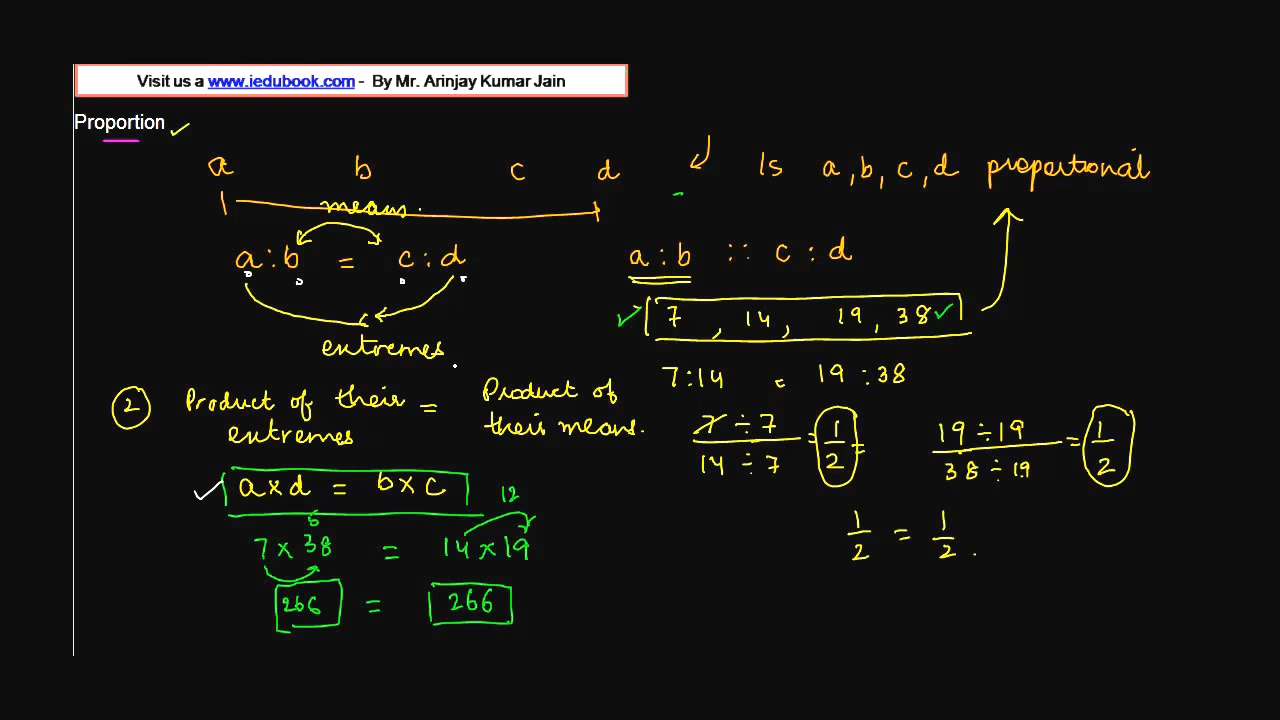 Visit us a www.iedubook.com - By Mr. Arinjay Kumar Jain
Proportion ✓
a b c d
means.
a : b = c : d
extremes
② Product of their extremes = Product of their means.
✓ a × d = b × c
6 12
7 × 38 = 14 × 19
266 = 266
Is a, b, c, d proportional
a : b :: c : d
✓ 7 , 14 , 19 , 38 ✓
7 : 14 = 19 : 38
7 ÷ 7 / 14 ÷ 7 = 1/2 = 19 ÷ 19 / 38 ÷ 19 = 1/2
1/2 = 1/2 .